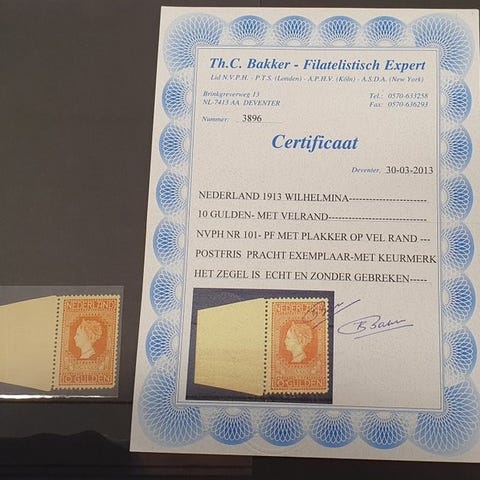 Th.C. Bakker - Filatelistisch Expert
Lid N.V.P.H. - P.T.S. (Londen) - A.P.H.V. (Köln) - A.S.D.A. (New York)
Brinkgreverweg 13
NL-7413 AA DEVENTER
Tel.: 0570-633258
Fax: 0570-636293
Nummer: 3896
Certificaat
Deventer, 30-03-2013
NEDERLAND 1913 WILHELMINA
10 GULDEN- MET VELRAND
NVPH NR 101- PF MET PLAKKER OP VEL RAND ---
POSTFRIS PRACHT EXEMPLAAR-MET KEURMERK
HET ZEGEL IS ECHT EN ZONDER GEBREKEN-----
NEDERLAND
10 GULDEN
NEDERLAND
10 GULDEN